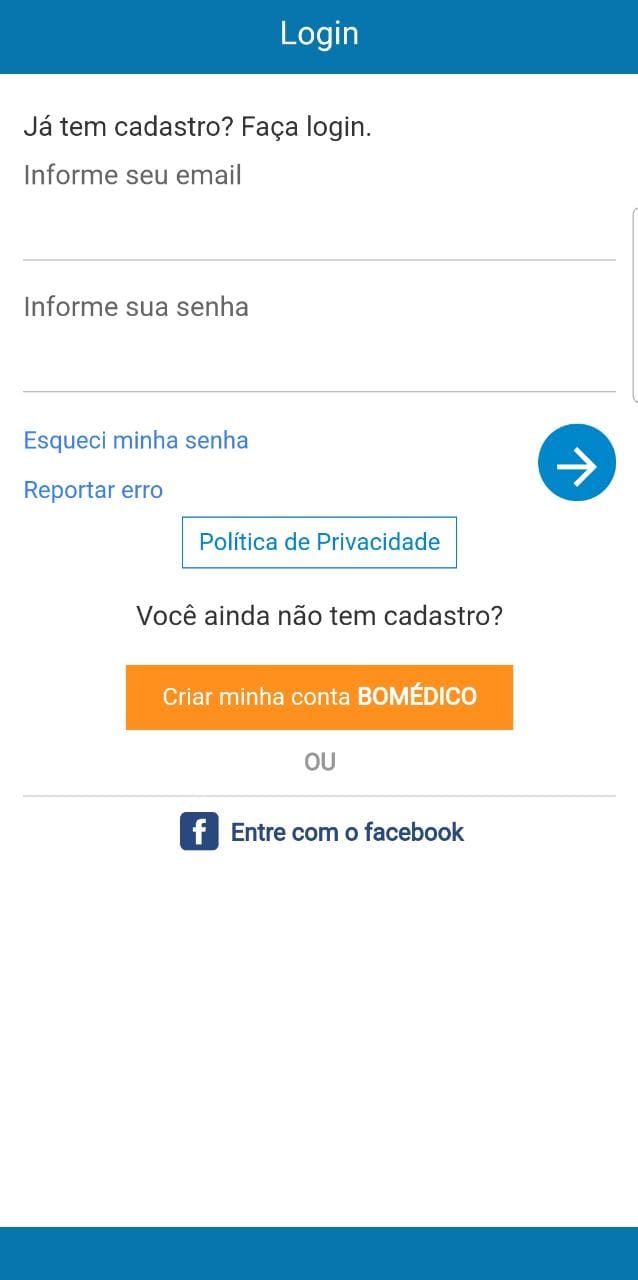 Login
Já tem cadastro? Faça login.
Informe seu email
Informe sua senha
Esqueci minha senha
Reportar erro
Política de Privacidade
Você ainda não tem cadastro?
Criar minha conta BOMÉDICO
OU
f Entre com o facebook